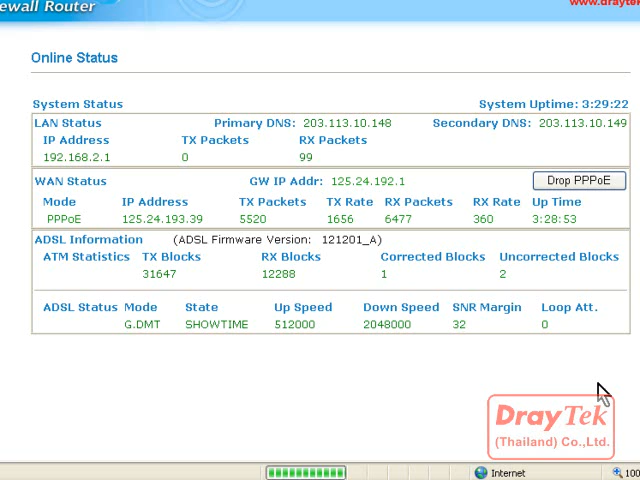 ewall Router
www.drayte
Online Status
System Status System Uptime: 3:29:22
LAN Status Primary DNS: 203.113.10.148 Secondary DNS: 203.113.10.149
IP Address TX Packets RX Packets
192.168.2.1 0 99
WAN Status GW IP Addr: 125.24.192.1 Drop PPPoE
Mode IP Address TX Packets TX Rate RX Packets RX Rate Up Time
PPPoE 125.24.193.39 5520 1656 6477 360 3:28:53
ADSL Information (ADSL Firmware Version: 121201_A)
ATM Statistics TX Blocks RX Blocks Corrected Blocks Uncorrected Blocks
31647 12288 1 2
ADSL Status Mode State Up Speed Down Speed SNR Margin Loop Att.
G.DMT SHOWTIME 512000 2048000 32 0
DrayTek
(Thailand) Co.,Ltd.
Internet 100